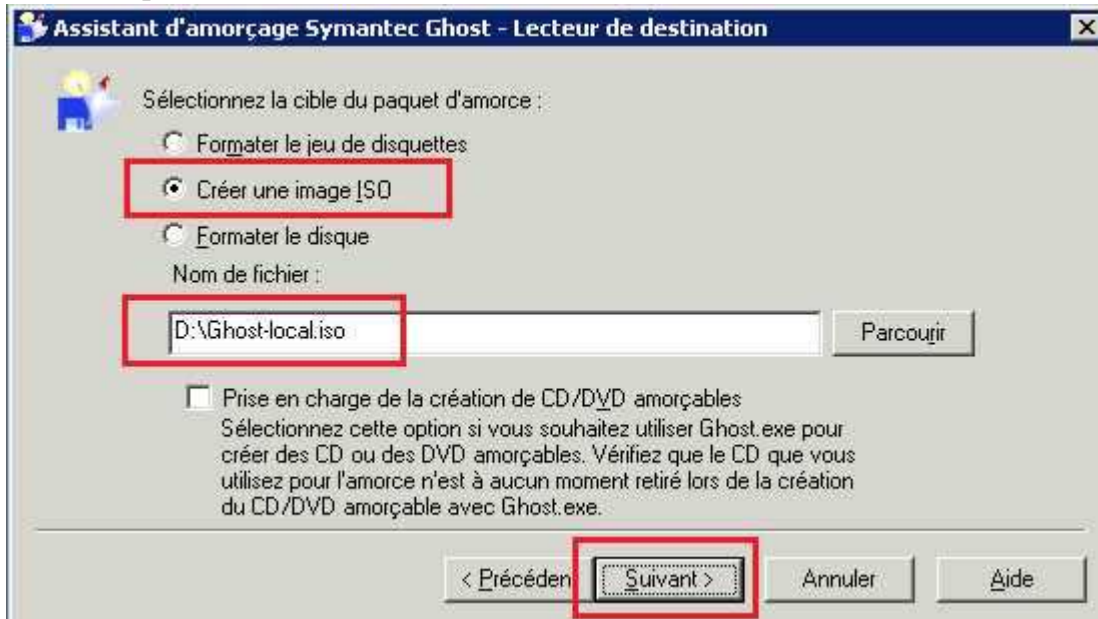 Assistant d'amorçage Symantec Ghost - Lecteur de destination
Sélectionnez la cible du paquet d'amorce :
Formater le jeu de disquettes
Créer une image ISO
Formater le disque
Nom de fichier :
D:\Ghost-local.iso
Parcourir
Prise en charge de la création de CD/DVD amorçables
Sélectionnez cette option si vous souhaitez utiliser Ghost.exe pour
créer des CD ou des DVD amorçables. Vérifiez que le CD que vous
utilisez pour l'amorce n'est à aucun moment retiré lors de la création
du CD/DVD amorçable avec Ghost.exe.
< Précéden
Suivant >
Annuler
Aide